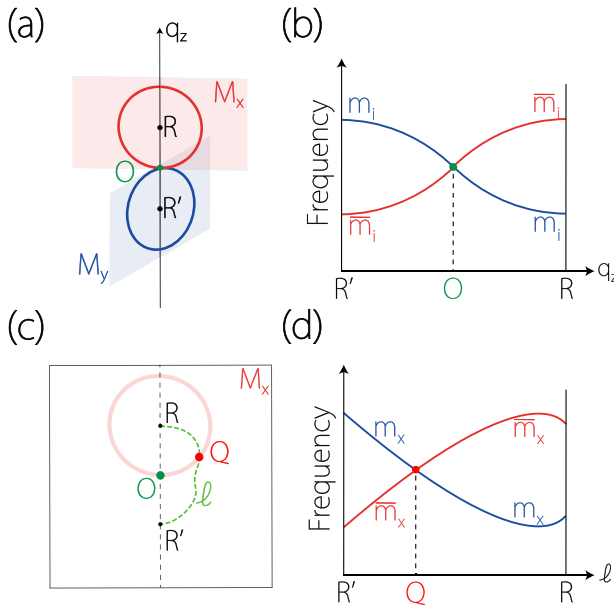 (a)
q_z
M_x
R
O
R′
M_y
(b)
Frequency
m_i
m̅_i
m̅_i
m_i
R′
O
R
q_z
(c)
M_x
R
Q
O
ℓ
R′
(d)
Frequency
m_x
m̅_x
m̅_x
m_x
R′
Q
R
ℓ